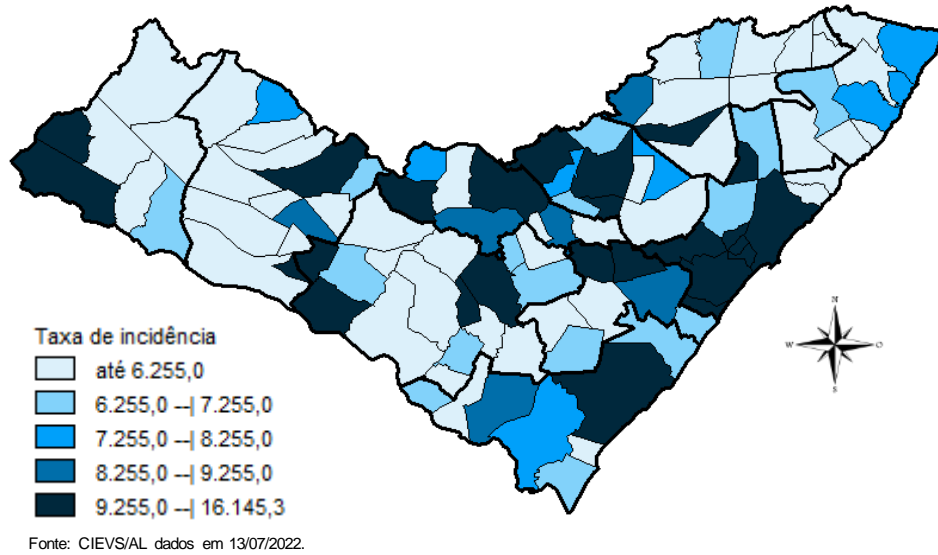 Taxa de incidência
até 6.255,0
6.255,0 --| 7.255,0
7.255,0 --| 8.255,0
8.255,0 --| 9.255,0
9.255,0 --| 16.145,3
N
W
O
S
Fonte: CIEVS/AL dados em 13/07/2022.